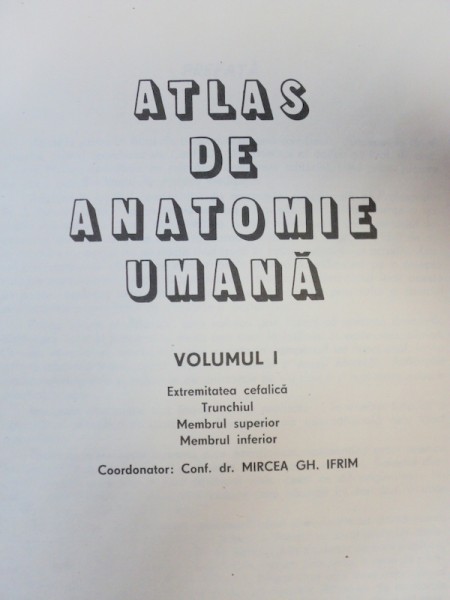 ATLAS
DE
ANATOMIE
UMANĂ
VOLUMUL I
Extremitatea cefalică
Trunchiul
Membrul superior
Membrul inferior
Coordonator: Conf. dr. MIRCEA GH. IFRIM